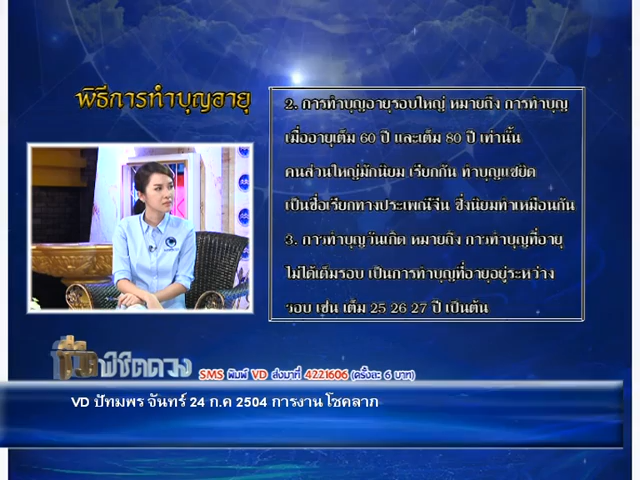 พิธีการทำบุญอายุ
2. การทำบุญอายุรอบใหญ่ หมายถึง การทำบุญ
เมื่ออายุเต็ม 60 ปี และเต็ม 80 ปี เท่านั้น
คนส่วนใหญ่มักนิยม เรียกกัน ทำบุญแซยิด
เป็นชื่อเรียกทางประเพณีจีน ซึ่งนิยมทำเหมือนกัน
3. การทำบุญวันเกิด หมายถึง การทำบุญที่อายุ
ไม่ได้เต็มรอบ เป็นการทำบุญที่อายุอยู่ระหว่าง
รอบ เช่น เต็ม 25 26 27 ปี เป็นต้น
พิชิตดวง
SMS พิมพ์ VD ส่งมาที่ 4221606 (ครั้งละ 6 บาท)
VD ปัทมพร จันทร์ 24 ก.ค 2504 การงาน โชคลาภ